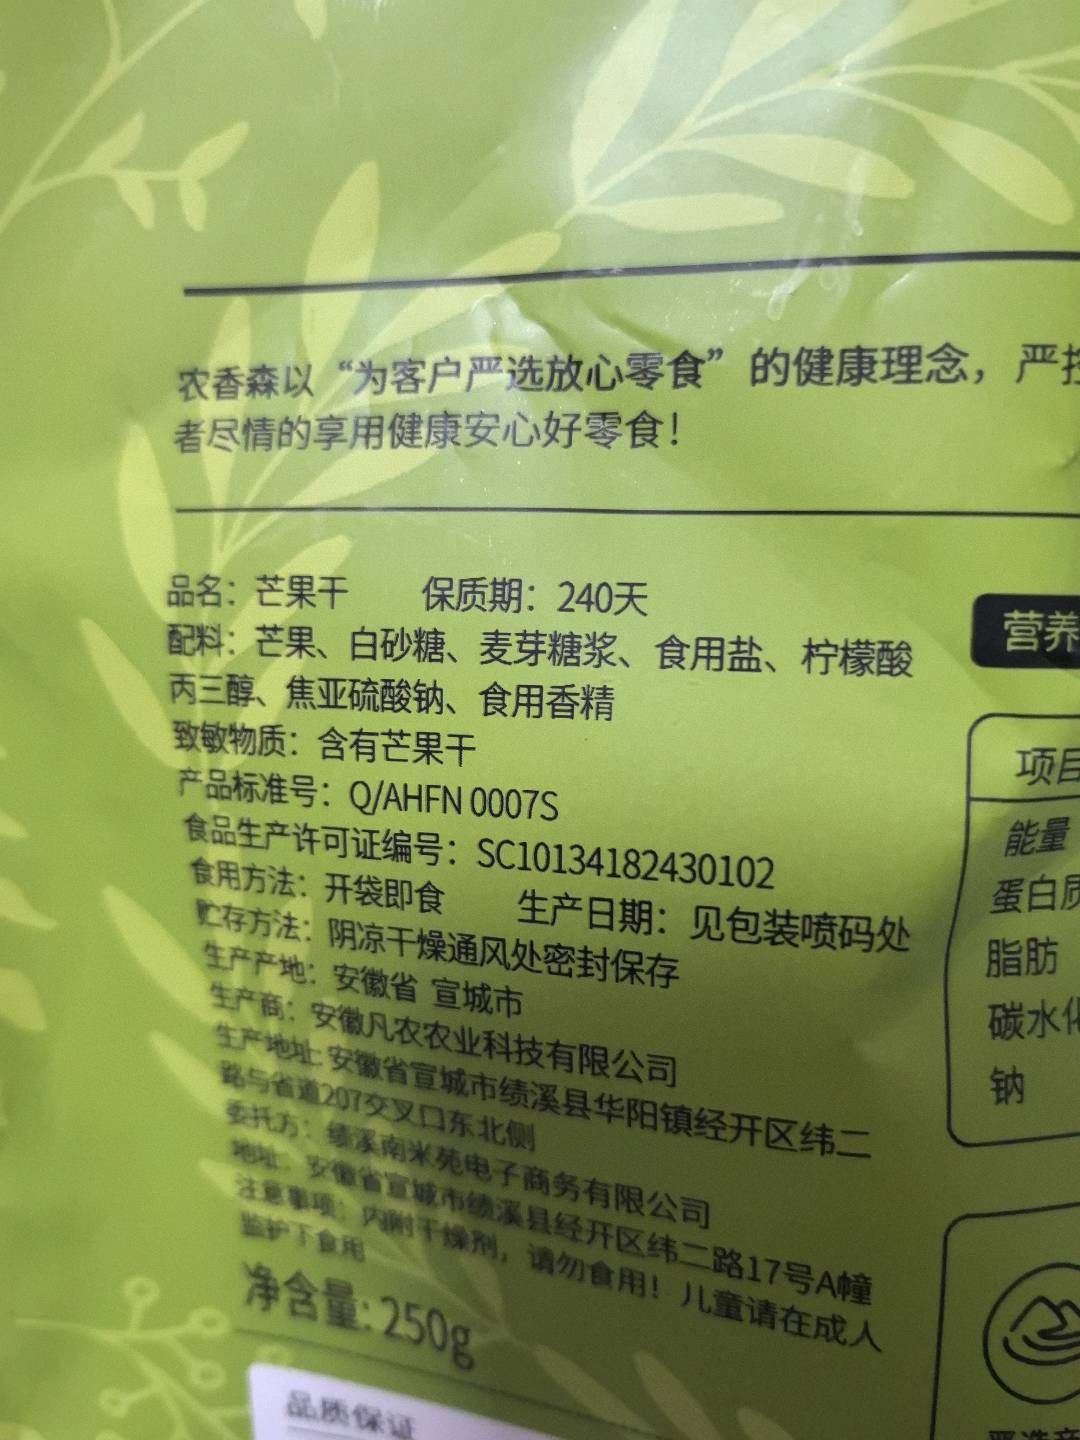 农香森以“为客户严选放心零食”的健康理念，严控
者尽情的享用健康安心好零食！
品名：芒果干 保质期：240天
配料：芒果、白砂糖、麦芽糖浆、食用盐、柠檬酸
丙三醇、焦亚硫酸钠、食用香精
致敏物质：含有芒果干
产品标准号：Q/AHFN 0007S
食品生产许可证编号：SC10134182430102
食用方法：开袋即食 生产日期：见包装喷码处
贮存方法：阴凉干燥通风处密封保存
生产产地：安徽省 宣城市
生产商：安徽凡农农业科技有限公司
生产地址:安徽省宣城市绩溪县华阳镇经开区纬二
路与省道207交叉口东北侧
委托方：绩溪南米苑电子商务有限公司
地址：安徽省宣城市绩溪县经开区纬二路17号A幢
注意事项：内附干燥剂，请勿食用！儿童请在成人
监护下食用
净含量:250g
品质保证
营养
项目
能量
蛋白质
脂肪
碳水化
钠